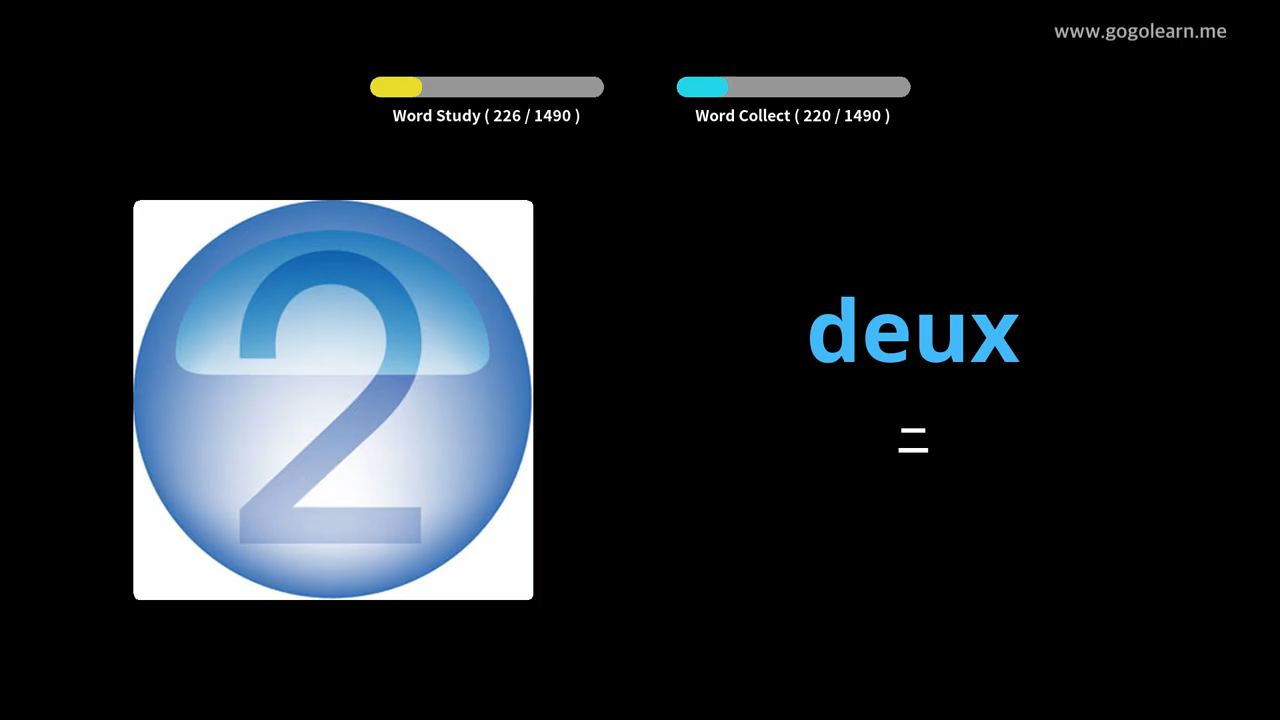 www.gogolearn.me
Word Study ( 226 / 1490 )
Word Collect ( 220 / 1490 )
2
deux
二